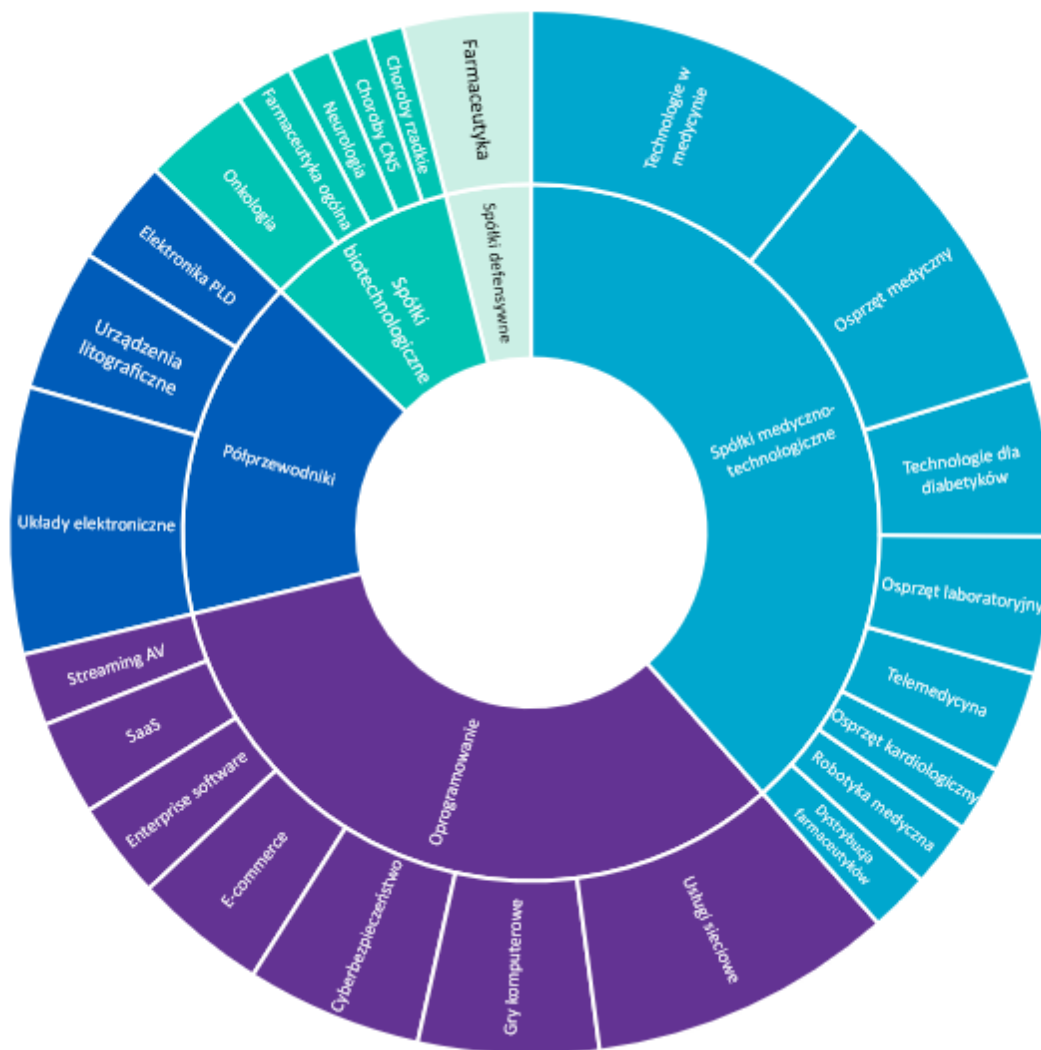 Technologie w
medycynie
Osprzęt medyczny
Technologie dla
diabetyków
Osprzęt laboratoryjny
Telemedycyna
Osprzęt kardiologiczny
Robotyka medyczna
Dystrybucja
farmaceutyków
Spółki medyczno-
technologiczne
Usługi sieciowe
Gry komputerowe
Cyberbezpieczeństwo
E-commerce
Enterprise software
SaaS
Streaming AV
Oprogramowanie
Układy elektroniczne
Urządzenia
litograficzne
Elektronika PLD
Półprzewodniki
Onkologia
Farmaceutyka ogólna
Neurologia
Choroby CNS
Choroby rzadkie
Spółki
biotechnologiczne
Farmaceutyka
Spółki defensywne